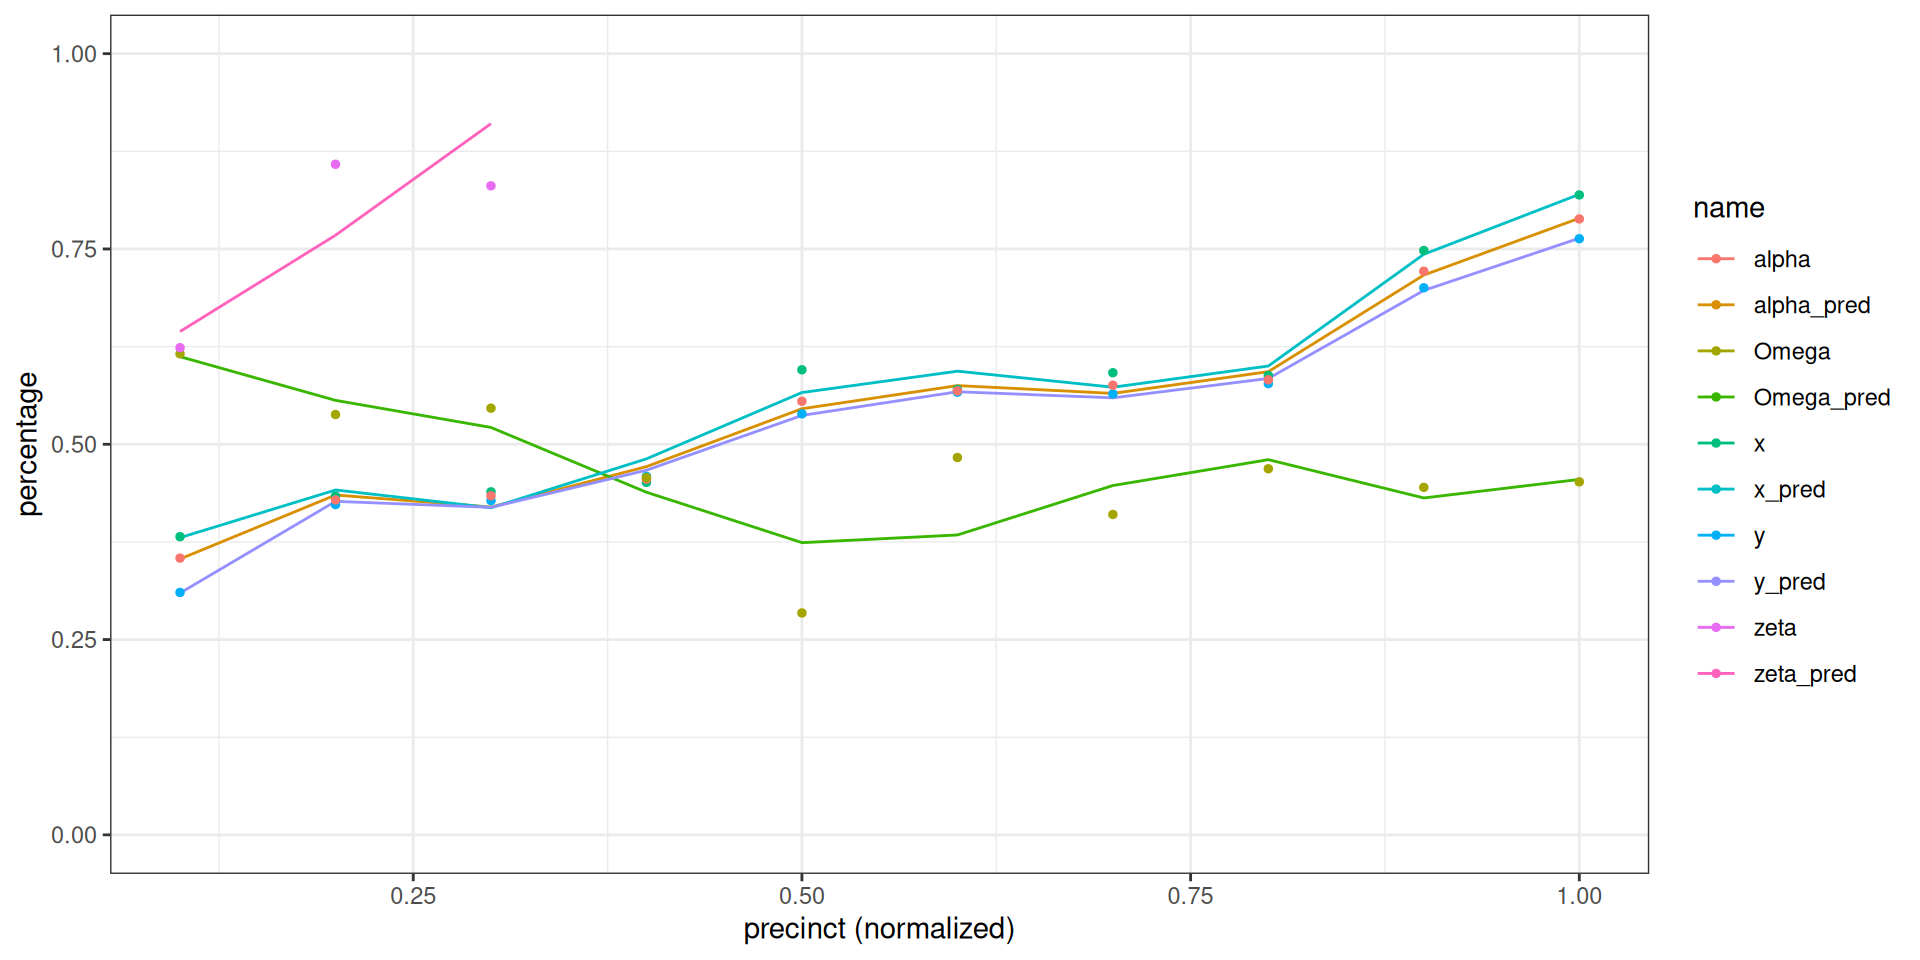 1.00
0.75
0.50
0.25
0.00
percentage
0.25 0.50 0.75 1.00
precinct (normalized)
name
alpha
alpha_pred
Omega
Omega_pred
x
x_pred
y
y_pred
zeta
zeta_pred